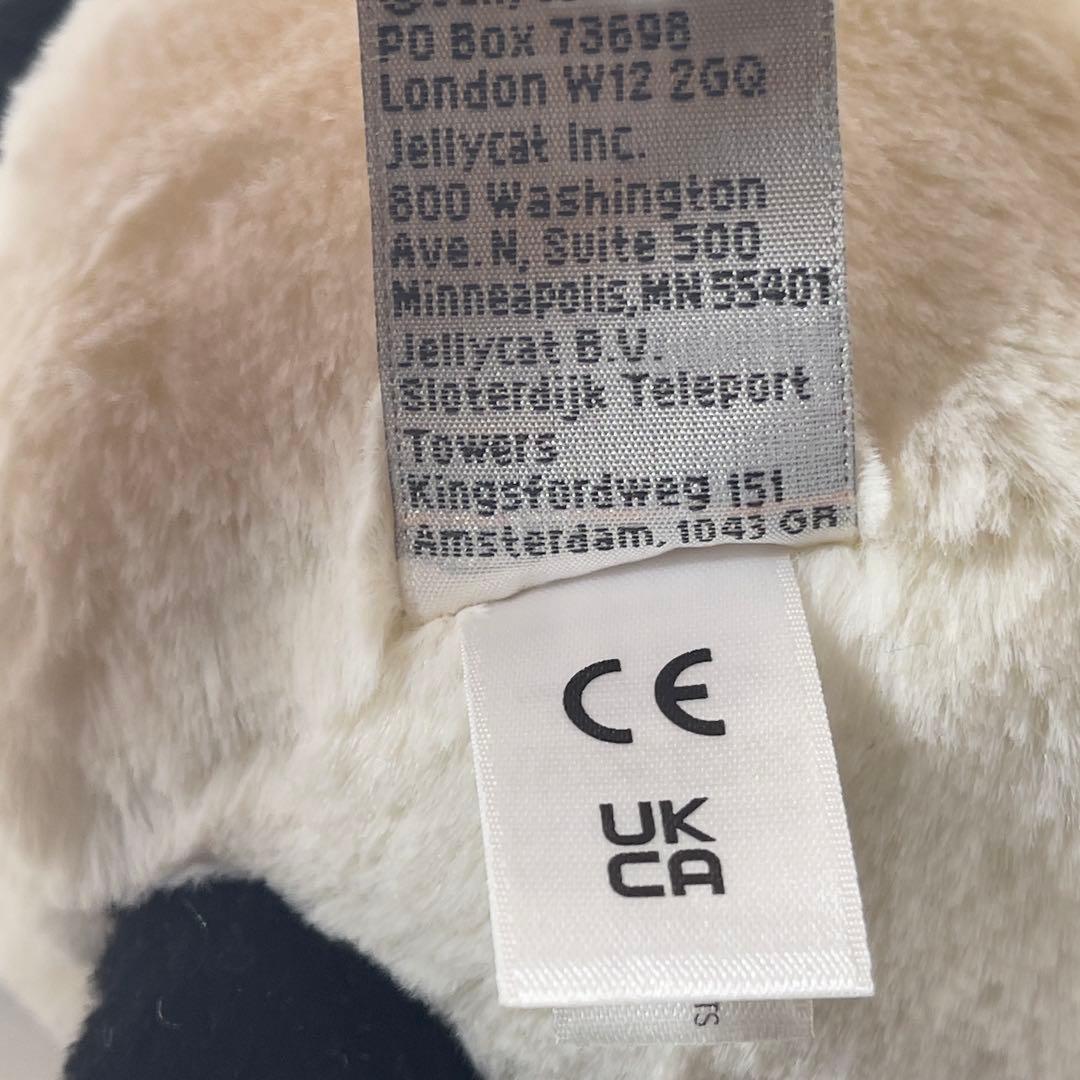 PO Box 73698
London W12 2GQ
Jellycat Inc.
800 Washington
Ave. N, Suite 500
Minneapolis, MN 55401
Jellycat B.V.
Sloterdijk Teleport
Towers
Kingsfordweg 151
Amsterdam, 1043 GR
CE
UK
CA